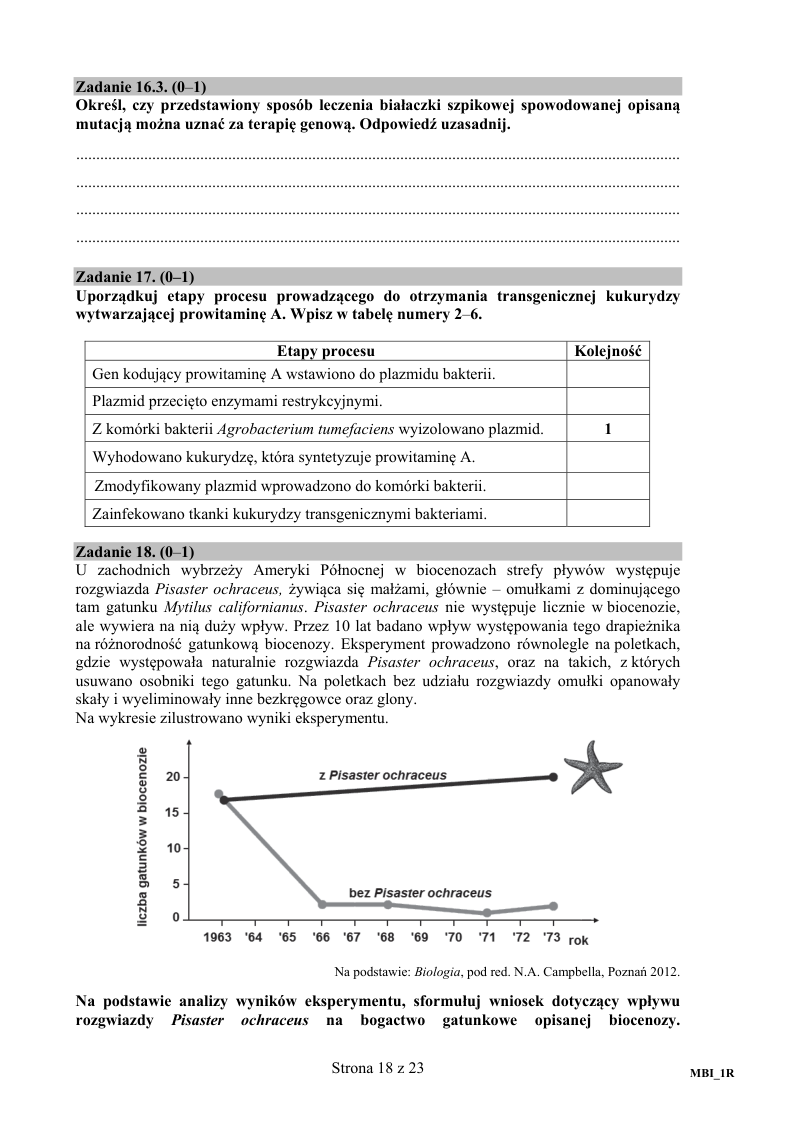 Zadanie 16.3. (0–1)
Określ, czy przedstawiony sposób leczenia białaczki szpikowej spowodowanej opisaną
mutacją można uznać za terapię genową. Odpowiedź uzasadnij.
Zadanie 17. (0–1)
Uporządkuj etapy procesu prowadzącego do otrzymania transgenicznej kukurydzy
wytwarzającej prowitaminę A. Wpisz w tabelę numery 2–6.
Etapy procesu Kolejność
Gen kodujący prowitaminę A wstawiono do plazmidu bakterii.
Plazmid przecięto enzymami restrykcyjnymi.
Z komórki bakterii Agrobacterium tumefaciens wyizolowano plazmid. 1
Wyhodowano kukurydzę, która syntetyzuje prowitaminę A.
Zmodyfikowany plazmid wprowadzono do komórki bakterii.
Zainfekowano tkanki kukurydzy transgenicznymi bakteriami.
Zadanie 18. (0–1)
U zachodnich wybrzeży Ameryki Północnej w biocenozach strefy pływów występuje
rozgwiazda Pisaster ochraceus, żywiąca się małżami, głównie – omułkami z dominującego
tam gatunku Mytilus californianus. Pisaster ochraceus nie występuje licznie w biocenozie,
ale wywiera na nią duży wpływ. Przez 10 lat badano wpływ występowania tego drapieżnika
na różnorodność gatunkową biocenozy. Eksperyment prowadzono równolegle na poletkach,
gdzie występowała naturalnie rozgwiazda Pisaster ochraceus, oraz na takich, z których
usuwano osobniki tego gatunku. Na poletkach bez udziału rozgwiazdy omułki opanowały
skały i wyeliminowały inne bezkręgowce oraz glony.
Na wykresie zilustrowano wyniki eksperymentu.
liczba gatunków w biocenozie
20
15
10
5
0
z Pisaster ochraceus
bez Pisaster ochraceus
1963 '64 '65 '66 '67 '68 '69 '70 '71 '72 '73 rok
Na podstawie: Biologia, pod red. N.A. Campbella, Poznań 2012.
Na podstawie analizy wyników eksperymentu, sformułuj wniosek dotyczący wpływu
rozgwiazdy Pisaster ochraceus na bogactwo gatunkowe opisanej biocenozy.
Strona 18 z 23
MBI_1R